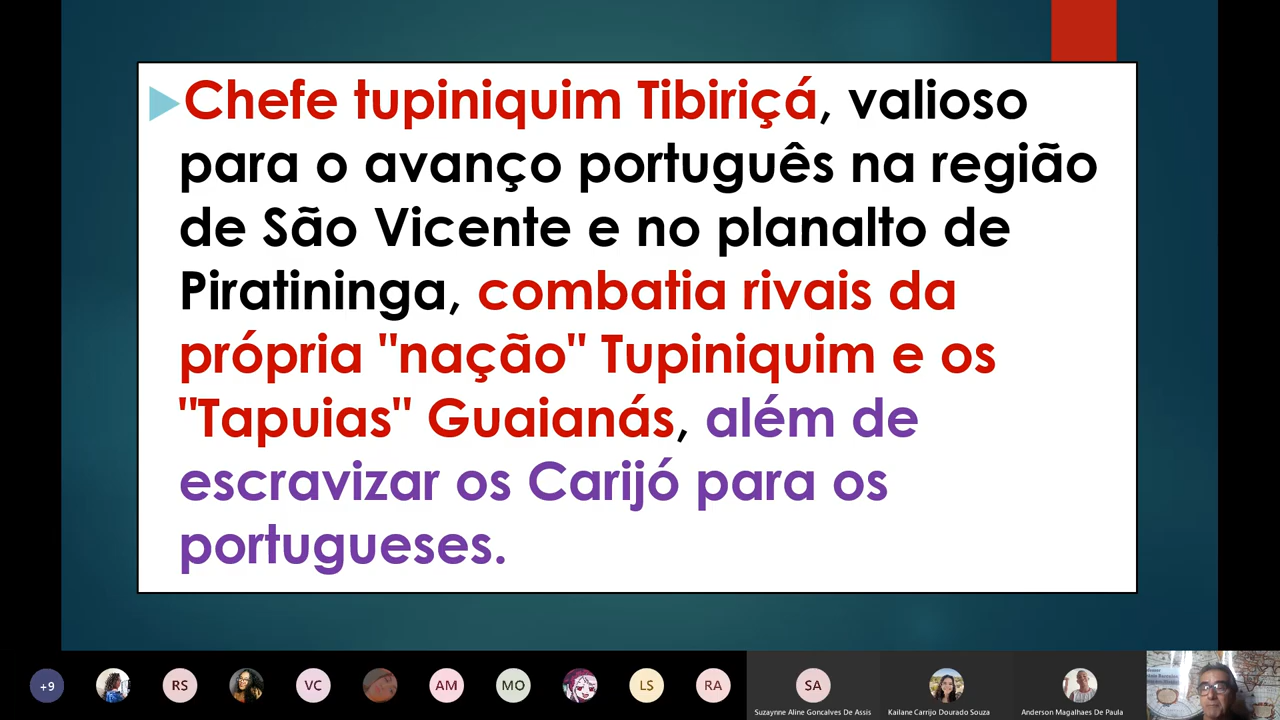 Chefe tupiniquim Tibiriçá, valioso
para o avanço português na região
de São Vicente e no planalto de
Piratininga, combatia rivais da
própria "nação" Tupiniquim e os
"Tapuias" Guaianás, além de
escravizar os Carijó para os
portugueses.
+9
RS
VC
AM
MO
LS
RA
SA
Suzaynne Aline Goncalves De Assis
Kailane Carrijo Dourado Souza
Anderson Magalhaes De Paula